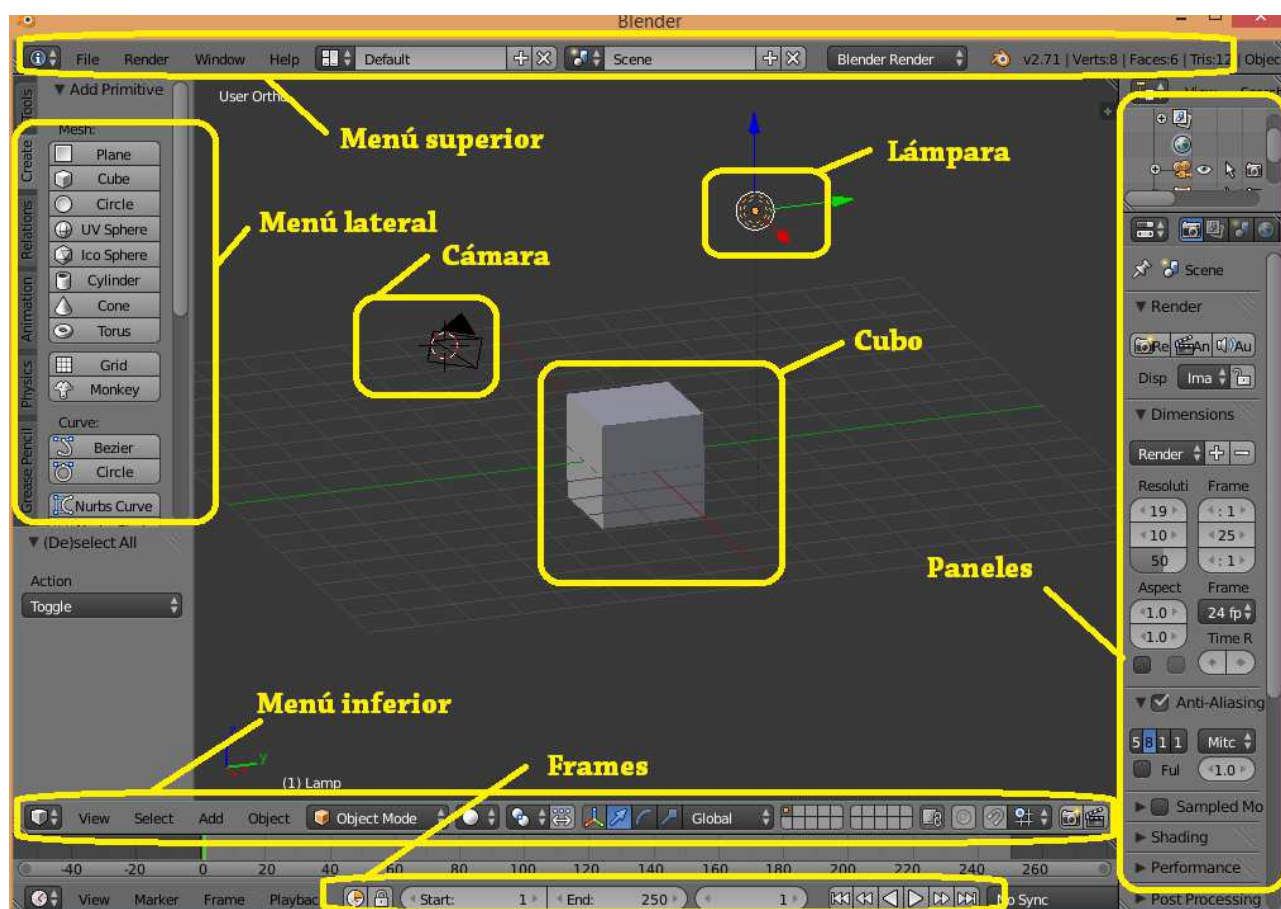 Blender
File Render Window Help Default Scene Blender Render v2.71 | Verts:8 | Faces:6 | Tris:12 | Objec
Tools
Create
Relations
Animation
Physics
Grease Pencil
Add Primitive
Mesh:
Plane
Cube
Circle
UV Sphere
Ico Sphere
Cylinder
Cone
Torus
Grid
Monkey
Curve:
Bezier
Circle
Nurbs Curve
(De)select All
Action
Toggle
User Ortho
Menú superior
Lámpara
Menú lateral
Cámara
Cubo
Paneles
Menú inferior
Frames
y
(1) Lamp
View Select Add Object Object Mode Global
-40 -20 0 20 40 60 80 100 120 140 160 180 200 220 240 260
View Marker Frame Playbac Start: 1 End: 250 1 No Sync
View
Scene
Render
Re An Au
Disp Ima
Dimensions
Render
Resoluti Frame
19 : 1
10 25
50 : 1
Aspect Frame
1.0 24 fp
1.0 Time R
Anti-Aliasing
5 8 1 1 Mitc
Ful 1.0
Sampled Mo
Shading
Performance
Post Processing